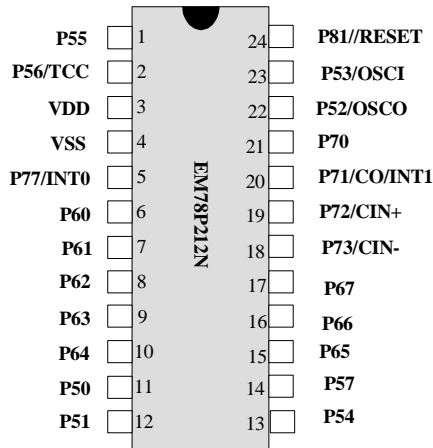 P55 1 24 P81//RESET
P56/TCC 2 23 P53/OSCI
VDD 3 22 P52/OSCO
VSS 4 21 P70
P77/INT0 5 20 P71/CO/INT1
P60 6 19 P72/CIN+
P61 7 18 P73/CIN-
P62 8 17 P67
P63 9 16 P66
P64 10 15 P65
P50 11 14 P57
P51 12 13 P54
EM78P212N